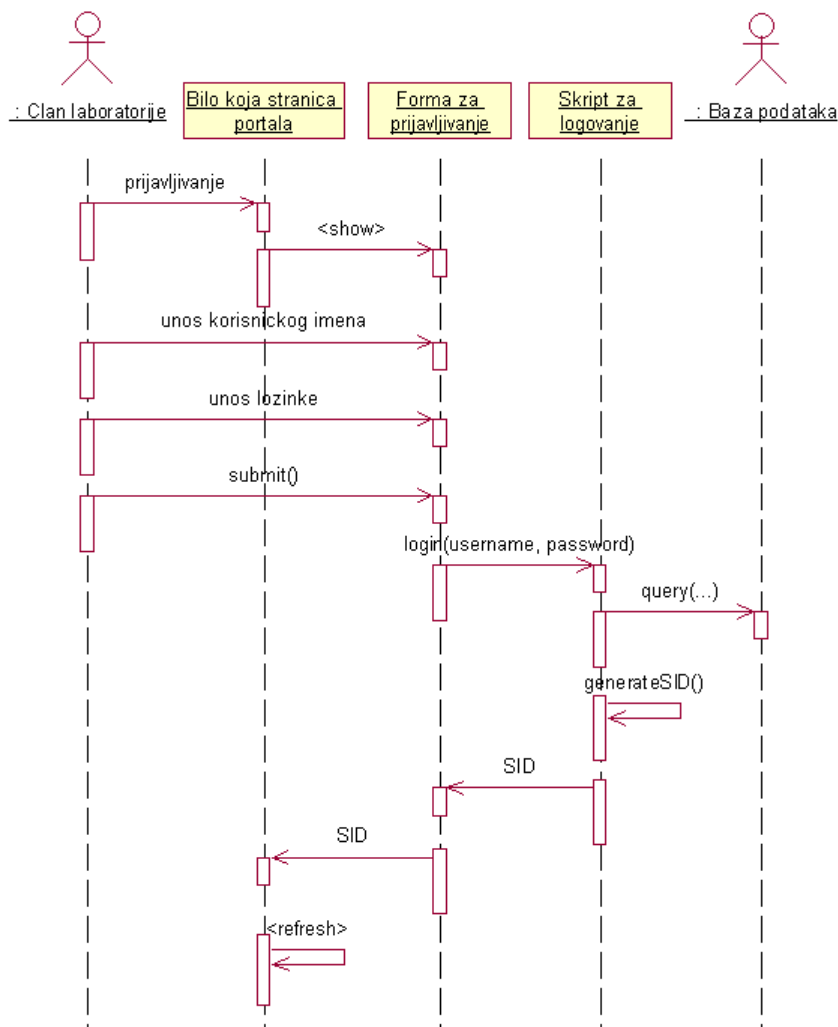 : Clan laboratorije
Bilo koja stranica
portala
Forma za
prijavljivanje
Skript za
logovanje
: Baza podataka
prijavljivanje
<show>
unos korisnickog imena
unos lozinke
submit()
login(username, password)
query(...)
generateSID()
SID
SID
<refresh>